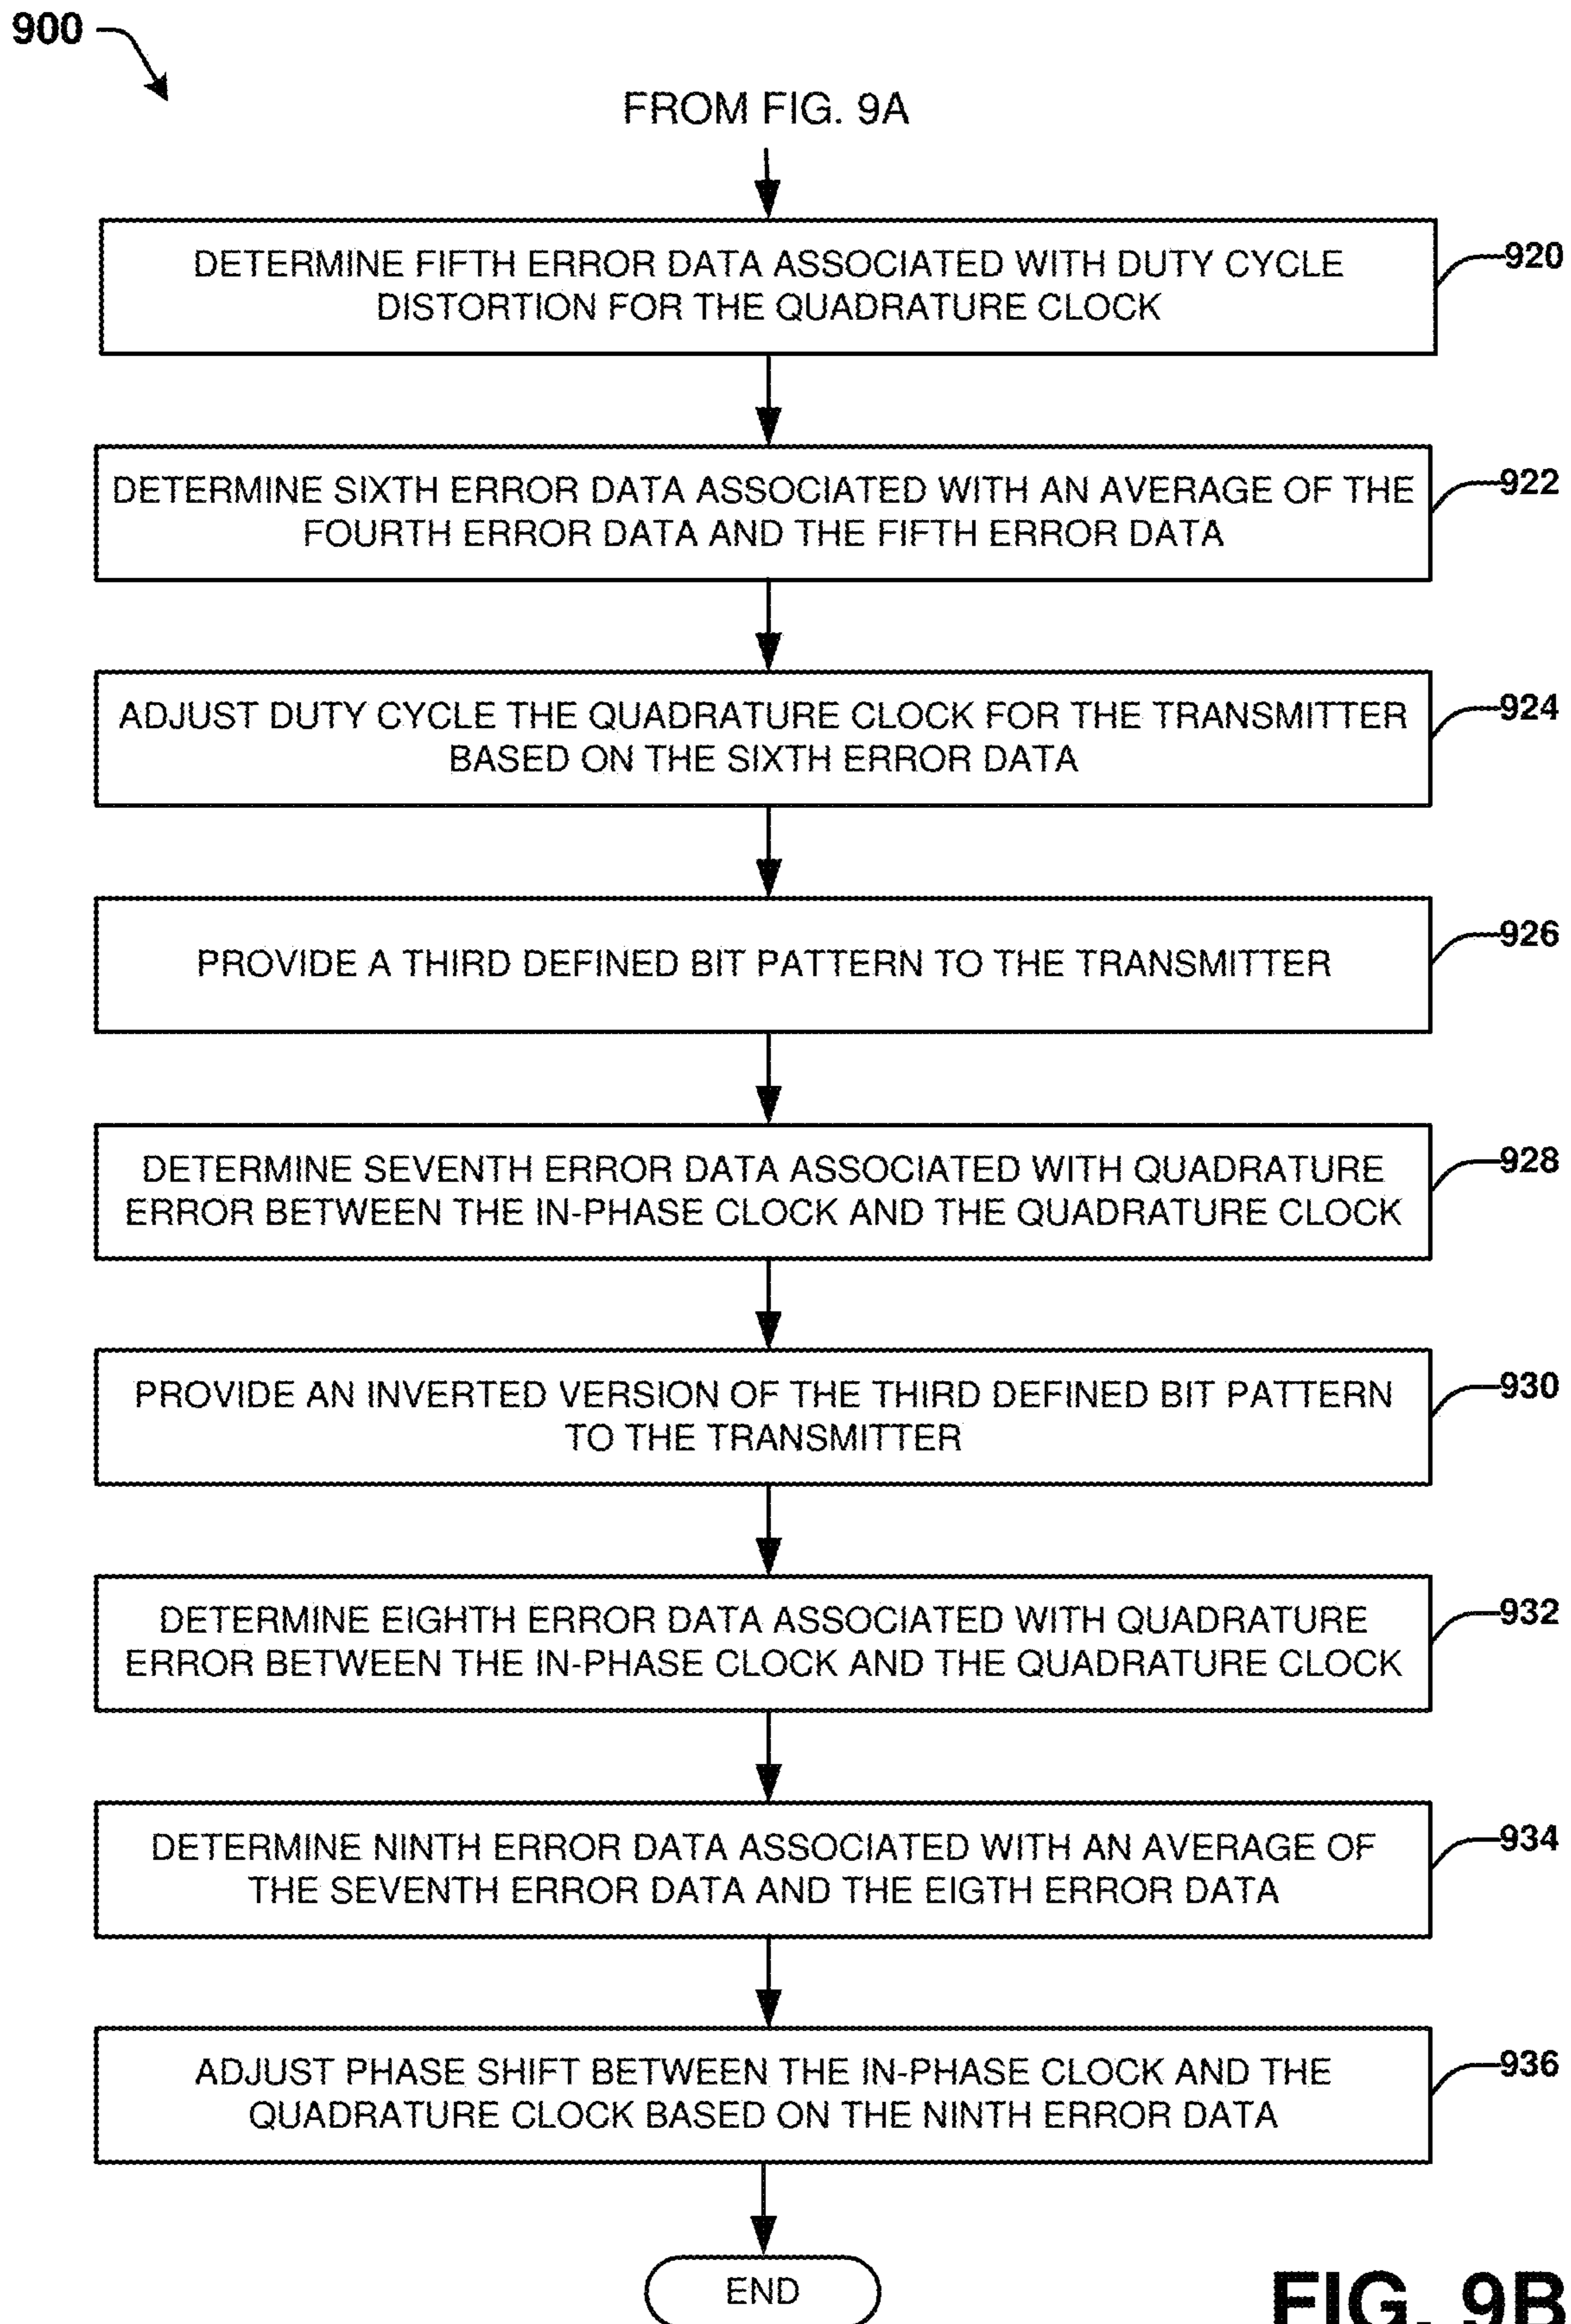 900
FROM FIG. 9A
DETERMINE FIFTH ERROR DATA ASSOCIATED WITH DUTY CYCLE
DISTORTION FOR THE QUADRATURE CLOCK
920
DETERMINE SIXTH ERROR DATA ASSOCIATED WITH AN AVERAGE OF THE
FOURTH ERROR DATA AND THE FIFTH ERROR DATA
922
ADJUST DUTY CYCLE THE QUADRATURE CLOCK FOR THE TRANSMITTER
BASED ON THE SIXTH ERROR DATA
924
PROVIDE A THIRD DEFINED BIT PATTERN TO THE TRANSMITTER
926
DETERMINE SEVENTH ERROR DATA ASSOCIATED WITH QUADRATURE
ERROR BETWEEN THE IN-PHASE CLOCK AND THE QUADRATURE CLOCK
928
PROVIDE AN INVERTED VERSION OF THE THIRD DEFINED BIT PATTERN
TO THE TRANSMITTER
930
DETERMINE EIGHTH ERROR DATA ASSOCIATED WITH QUADRATURE
ERROR BETWEEN THE IN-PHASE CLOCK AND THE QUADRATURE CLOCK
932
DETERMINE NINTH ERROR DATA ASSOCIATED WITH AN AVERAGE OF
THE SEVENTH ERROR DATA AND THE EIGTH ERROR DATA
934
ADJUST PHASE SHIFT BETWEEN THE IN-PHASE CLOCK AND THE
QUADRATURE CLOCK BASED ON THE NINTH ERROR DATA
936
END
FIG. 9B